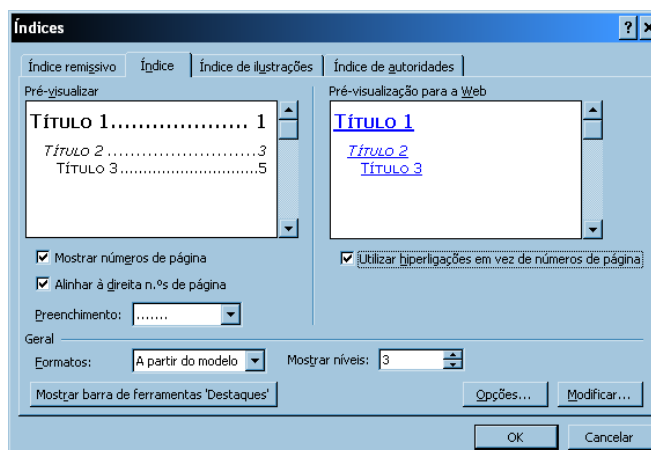 Índices
Índice remissivo Índice Índice de ilustrações Índice de autoridades
Pré-visualizar Pré-visualização para a Web
TÍTULO 1.................... 1 TÍTULO 1
TÍTULO 2 ............................3 TÍTULO 2
TÍTULO 3...............................5 TÍTULO 3
Mostrar números de página Utilizar hiperligações em vez de números de página
Alinhar à direita n.ºs de página
Preenchimento: .......
Geral
Formatos: A partir do modelo Mostrar níveis: 3
Mostrar barra de ferramentas 'Destaques' Opções... Modificar...
OK Cancelar